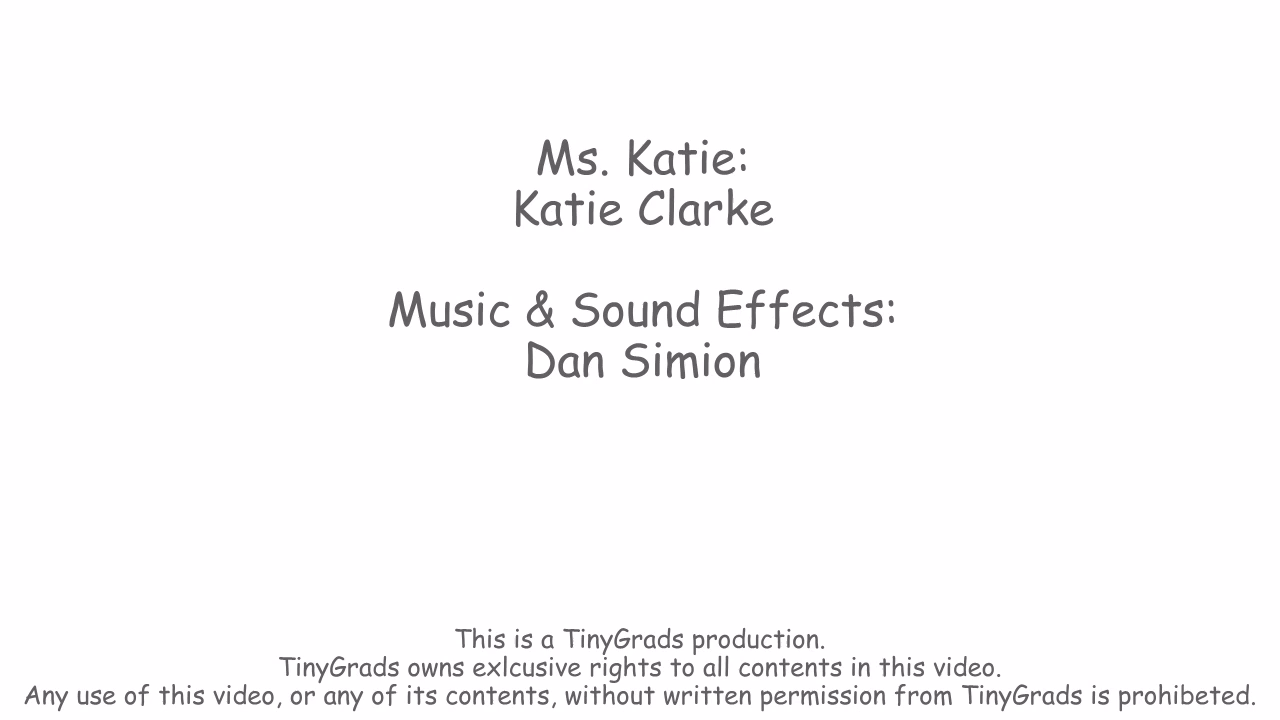 Ms. Katie:
Katie Clarke
Music & Sound Effects:
Dan Simion
This is a TinyGrads production.
TinyGrads owns exlcusive rights to all contents in this video.
Any use of this video, or any of its contents, without written permission from TinyGrads is prohibeted.